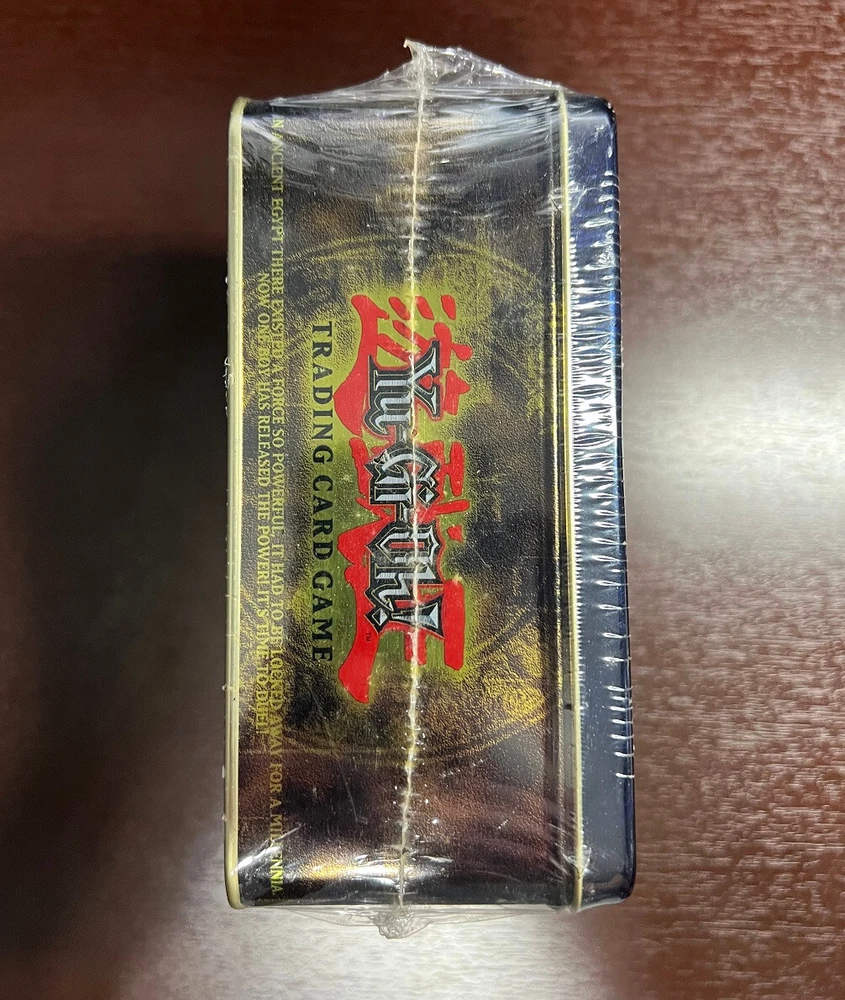 遊戯王
Yu-Gi-Oh!
™
TRADING CARD GAME
IN ANCIENT EGYPT THERE EXISTED A FORCE SO POWERFUL, IT HAD TO BE LOCKED AWAY FOR A MILLENNIA.
NOW ONE BOY HAS RELEASED THE POWER! IT'S TIME TO DUEL!